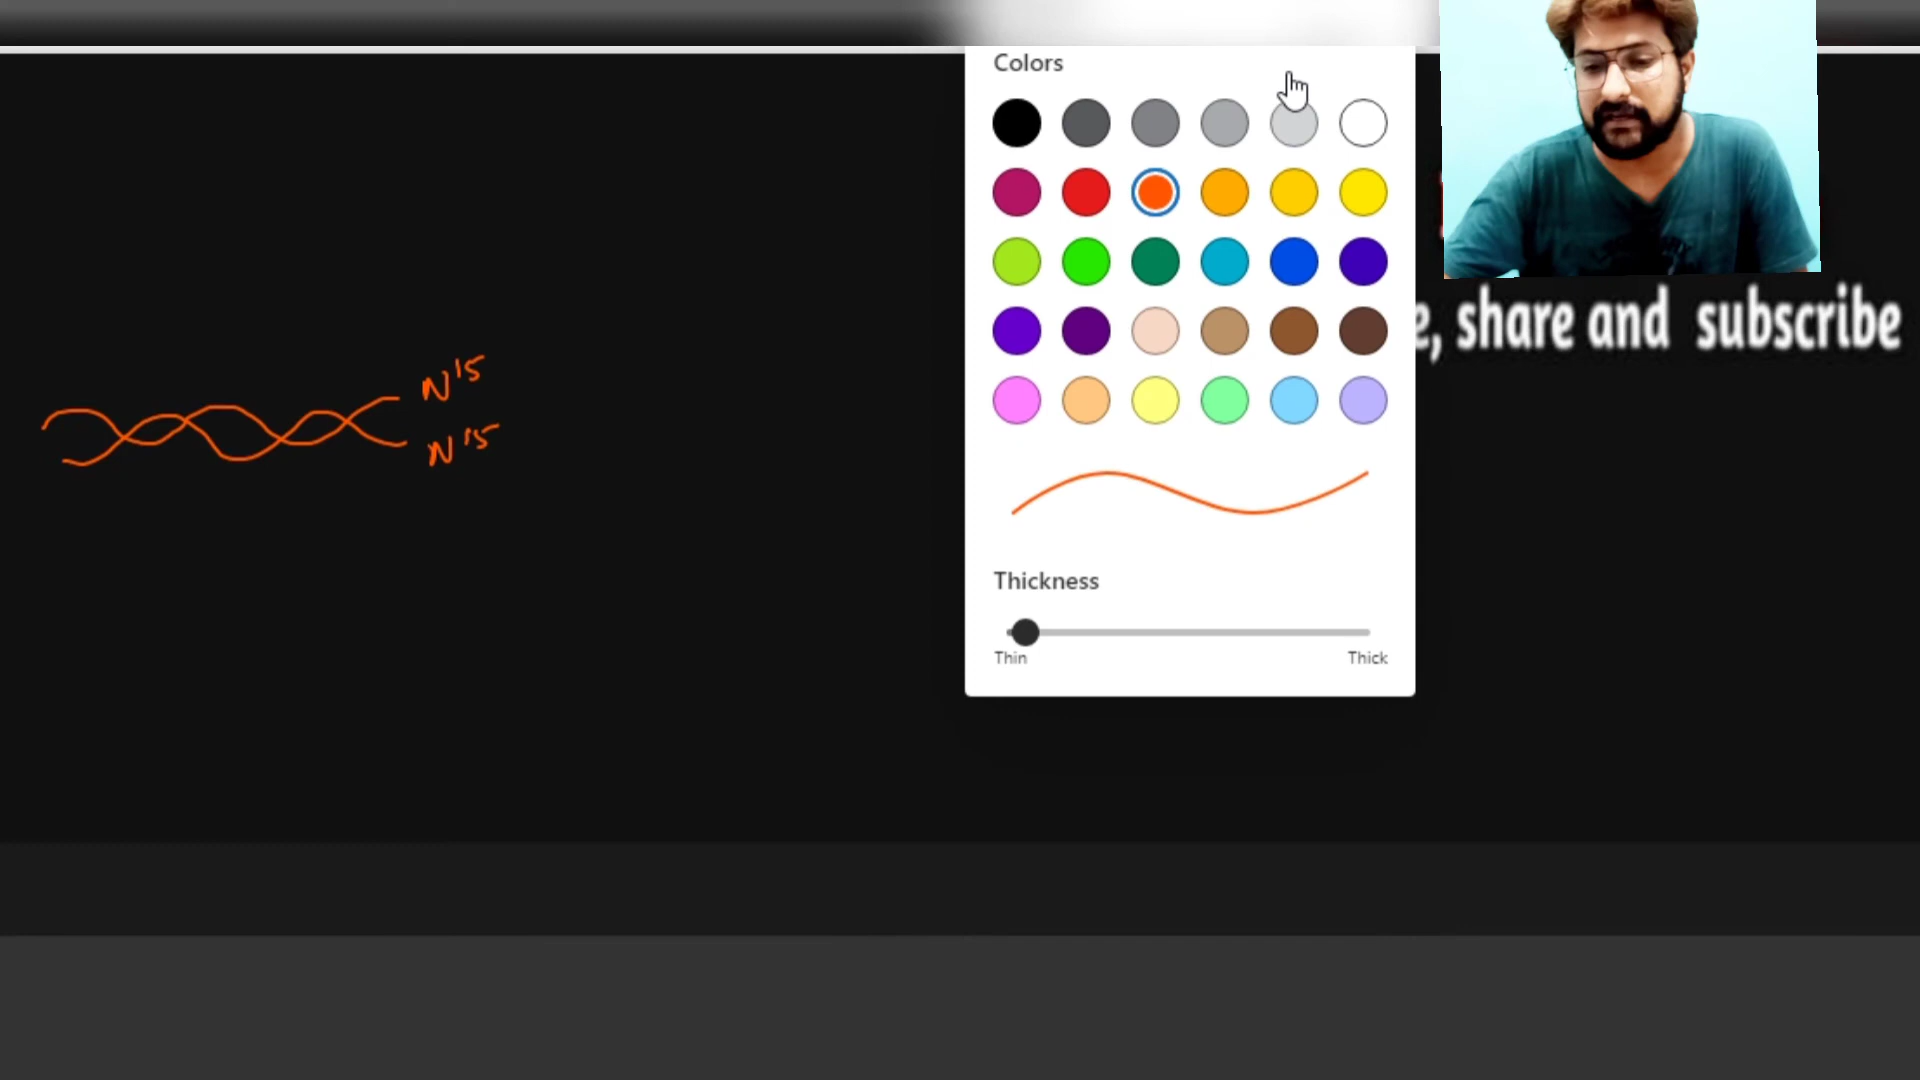 Colors
e, share and subscribe
N15
N15
Thickness
Thin Thick